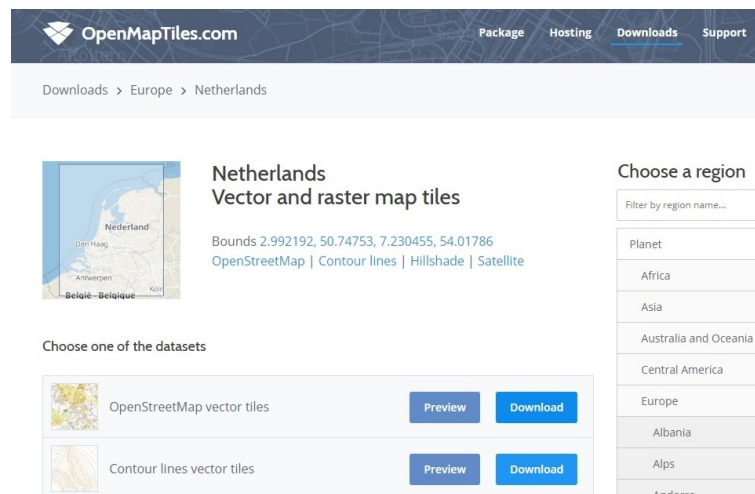 OpenMapTiles.com
Package Hosting Downloads Support
Downloads > Europe > Netherlands
Nederland
Den Haag
Antwerpen
België - Belgique
Köln
Netherlands
Vector and raster map tiles
Bounds 2.992192, 50.74753, 7.230455, 54.01786
OpenStreetMap | Contour lines | Hillshade | Satellite
Choose one of the datasets
OpenStreetMap vector tiles Preview Download
Contour lines vector tiles Preview Download
Choose a region
Filter by region name...
Planet
Africa
Asia
Australia and Oceania
Central America
Europe
Albania
Alps